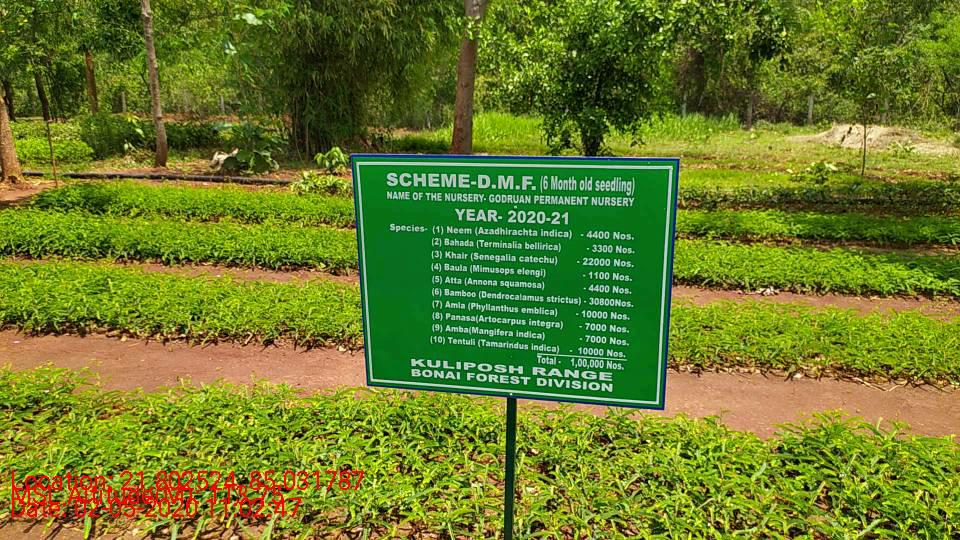 SCHEME-D.M.F. (6 Month old seedling)
NAME OF THE NURSERY- GODRUAN PERMANENT NURSERY
YEAR- 2020-21
Species- (1) Neem (Azadhirachta indica) - 4400 Nos.
(2) Bahada (Terminalia bellirica) - 3300 Nos.
(3) Khair (Senegalia catechu) - 22000 Nos.
(4) Baula (Mimusops elengi) - 1100 Nos.
(5) Atta (Annona squamosa) - 4400 Nos.
(6) Bamboo (Dendrocalamus strictus) - 30800Nos.
(7) Amla (Phyllanthus emblica) - 10000 Nos.
(8) Panasa(Artocarpus integra) - 7000 Nos.
(9) Amba(Mangifera indica) - 7000 Nos.
(10) Tentuli (Tamarindus indica) - 10000 Nos.
Total - 1,00,000 Nos.
KULIPOSH RANGE
BONAI FOREST DIVISION
Location: 21.802524,85.031787
MSL Altitude(M):
Date: 02-05-2020 11:02:47